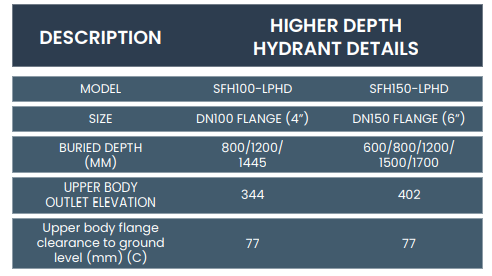 DESCRIPTION
HIGHER DEPTH
HYDRANT DETAILS
MODEL
SFH100-LPHD
SFH150-LPHD
SIZE
DN100 FLANGE (4”)
DN150 FLANGE (6”)
BURIED DEPTH
(MM)
800/1200/
1445
600/800/1200/
1500/1700
UPPER BODY
OUTLET ELEVATION
344
402
Upper body flange
clearance to ground
level (mm) (C)
77
77